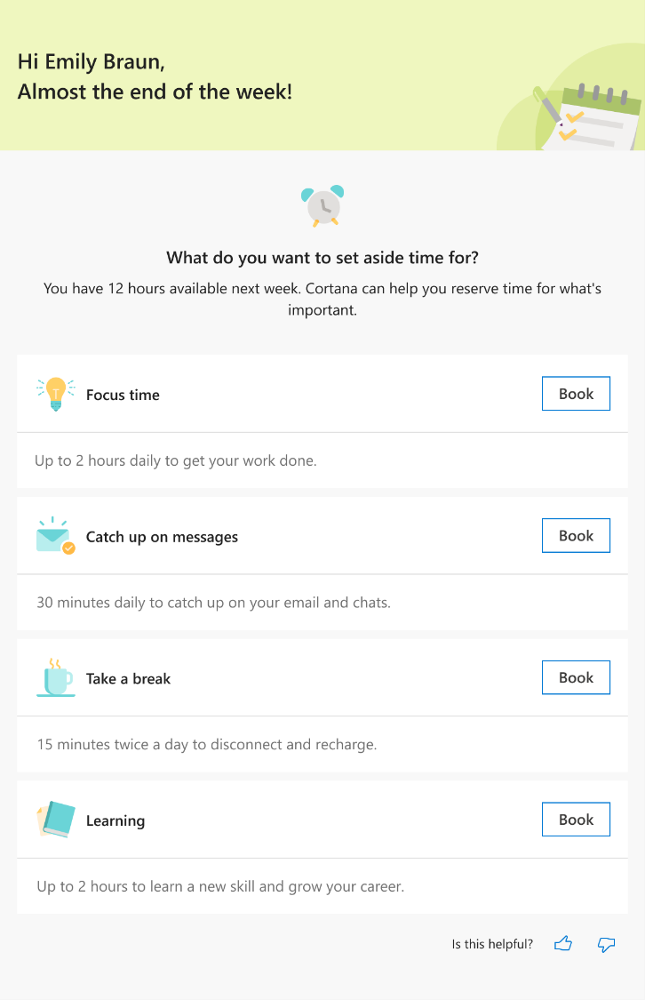 Hi Emily Braun,
Almost the end of the week!
What do you want to set aside time for?
You have 12 hours available next week. Cortana can help you reserve time for what's
important.
Focus time
Book
Up to 2 hours daily to get your work done.
Catch up on messages
Book
30 minutes daily to catch up on your email and chats.
Take a break
Book
15 minutes twice a day to disconnect and recharge.
Learning
Book
Up to 2 hours to learn a new skill and grow your career.
Is this helpful?